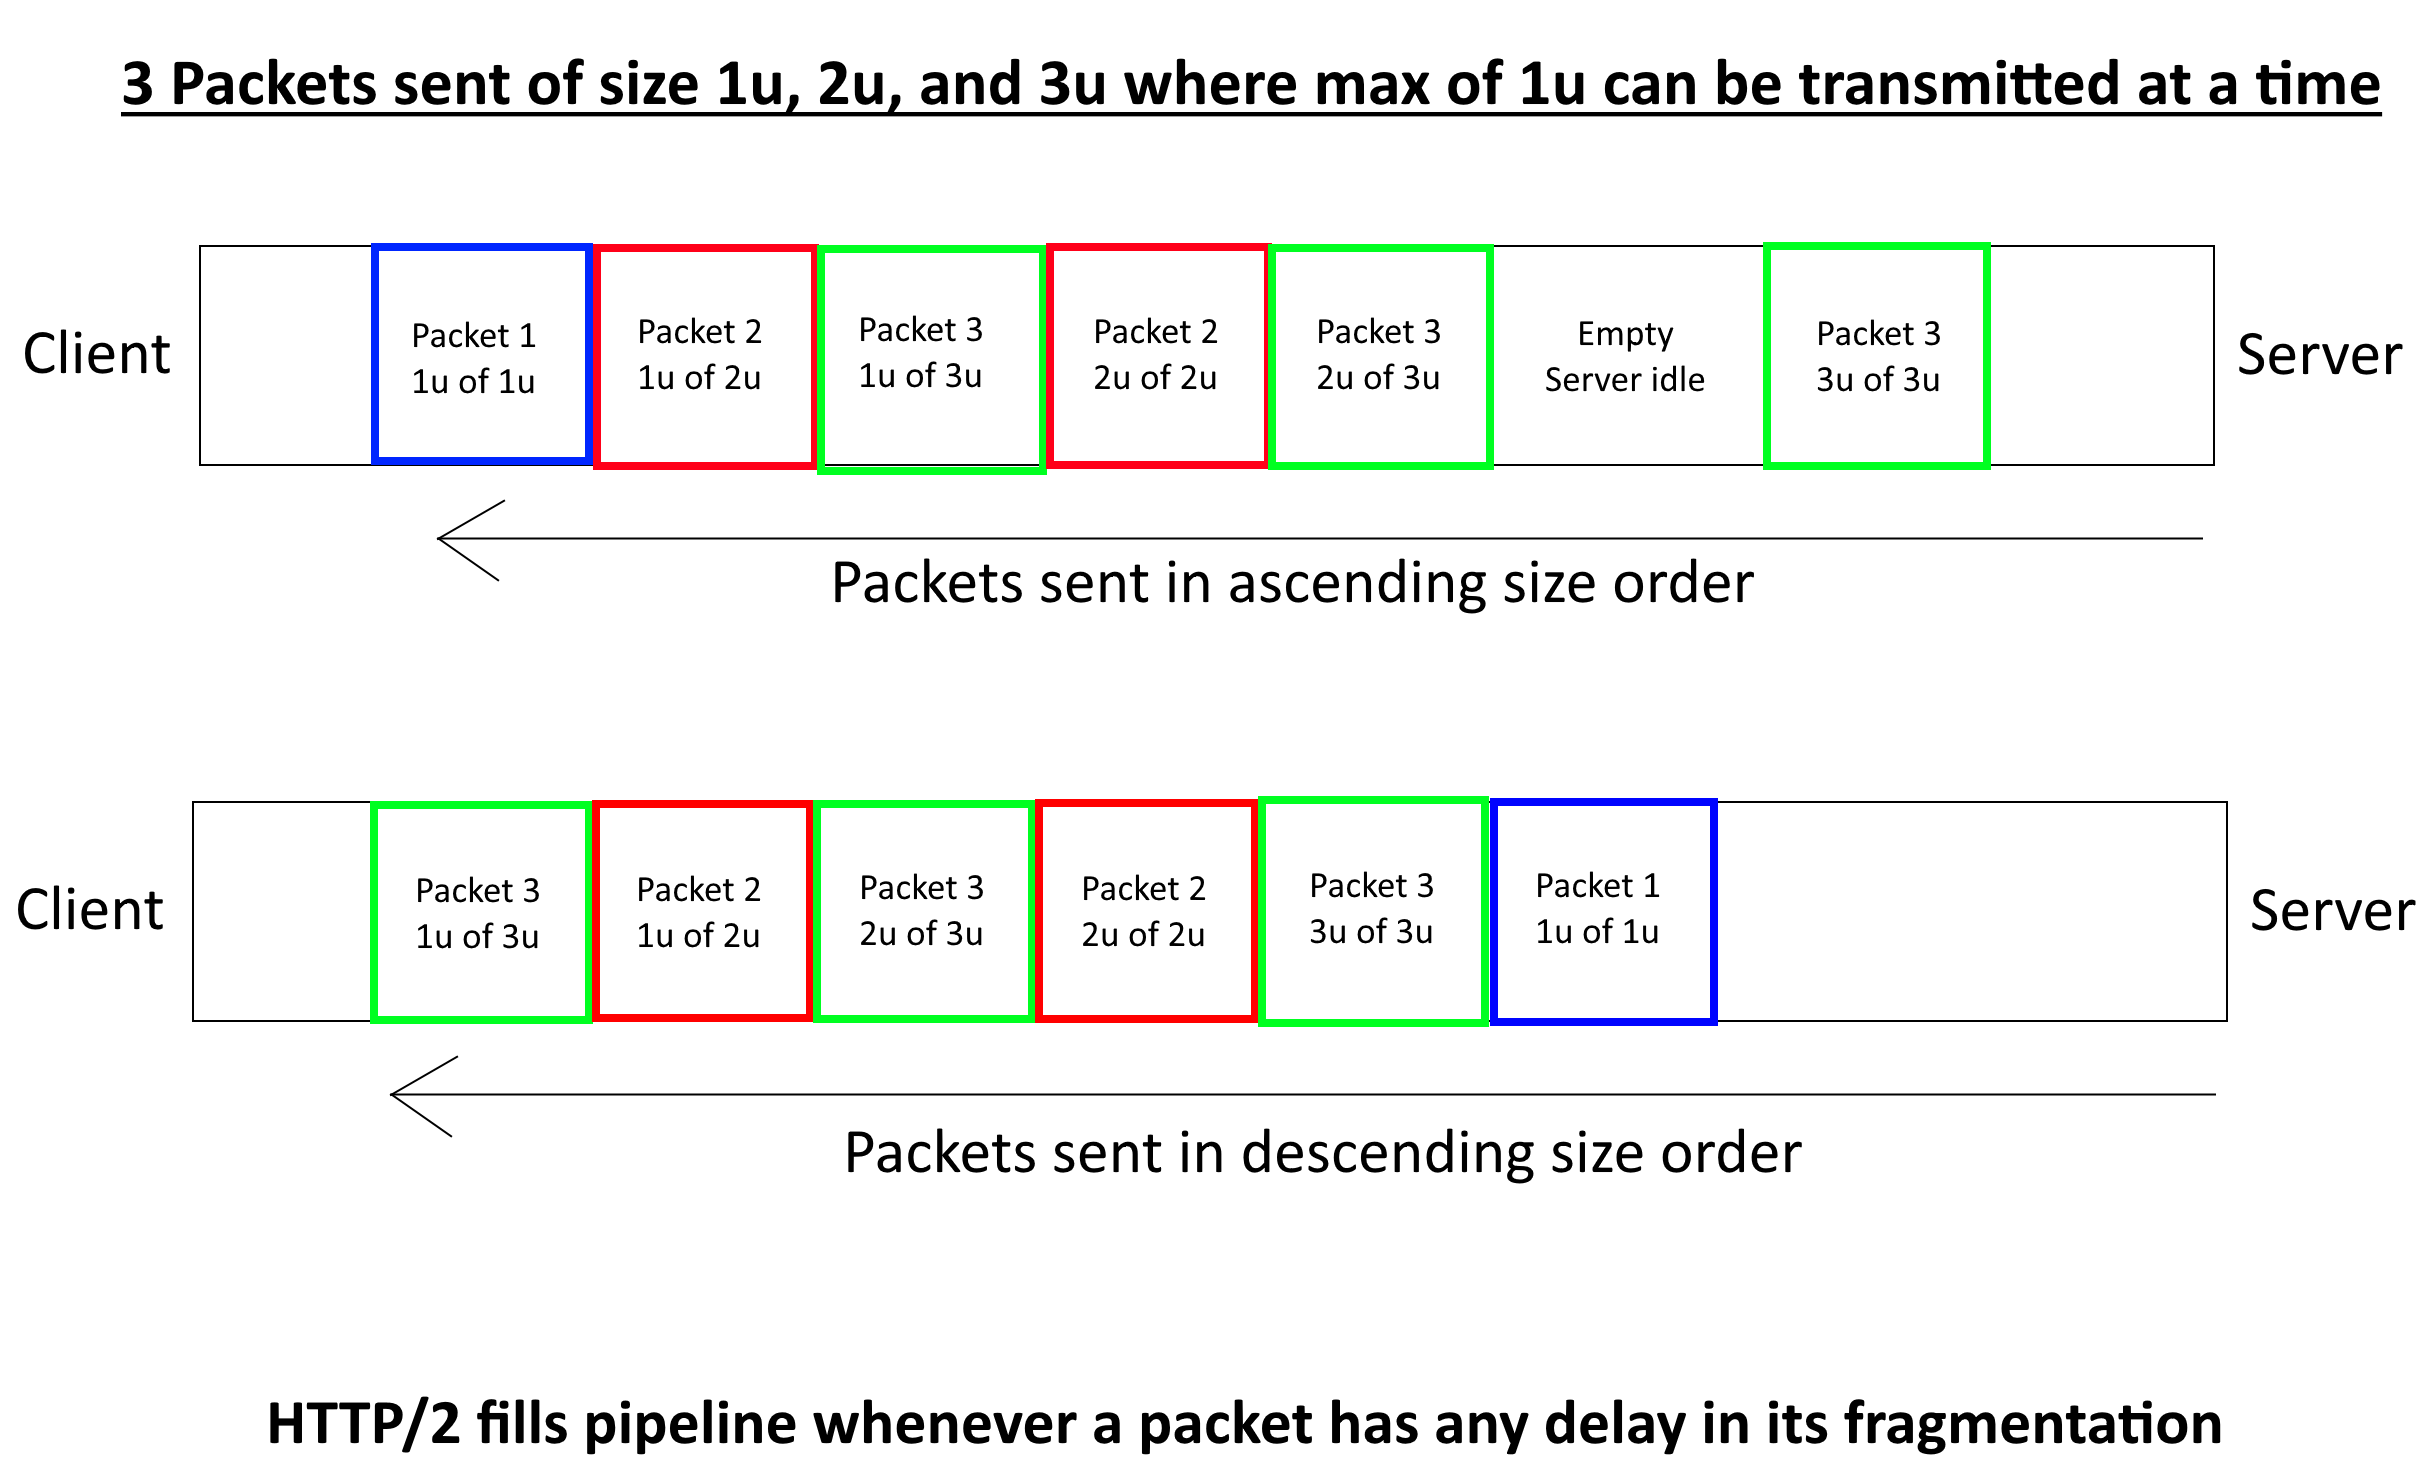 3 Packets sent of size 1u, 2u, and 3u where max of 1u can be transmitted at a time
Client
Packet 1
1u of 1u
Packet 2
1u of 2u
Packet 3
1u of 3u
Packet 2
2u of 2u
Packet 3
2u of 3u
Empty
Server idle
Packet 3
3u of 3u
Server
Packets sent in ascending size order
Client
Packet 3
1u of 3u
Packet 2
1u of 2u
Packet 3
2u of 3u
Packet 2
2u of 2u
Packet 3
3u of 3u
Packet 1
1u of 1u
Server
Packets sent in descending size order
HTTP/2 fills pipeline whenever a packet has any delay in its fragmentation